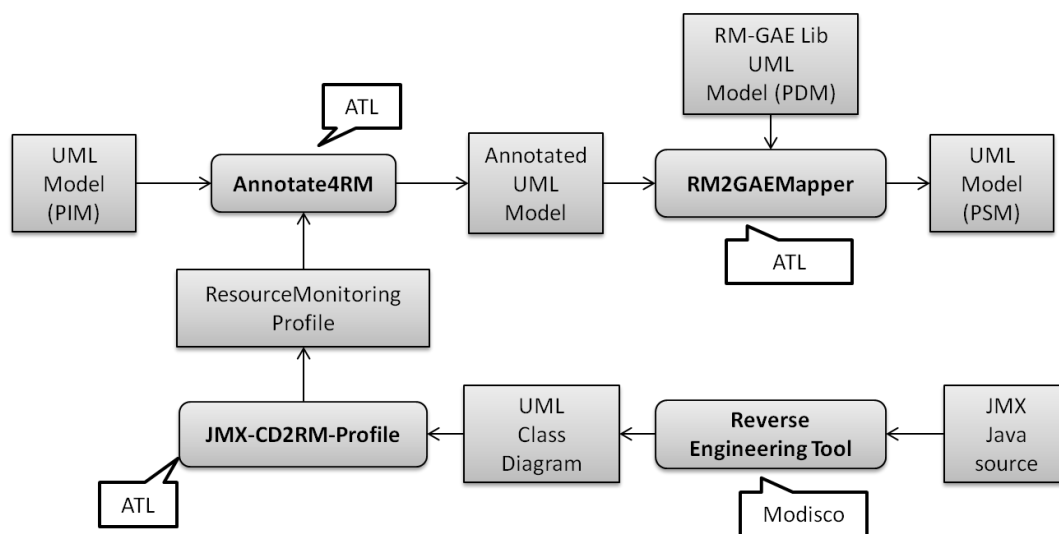 RM-GAE Lib
UML
Model (PDM)
ATL
UML
Model
(PIM)
Annotate4RM
Annotated
UML
Model
RM2GAEMapper
UML
Model
(PSM)
ATL
ResourceMonitoring
Profile
JMX-CD2RM-Profile
UML
Class
Diagram
Reverse
Engineering Tool
JMX
Java
source
ATL
Modisco